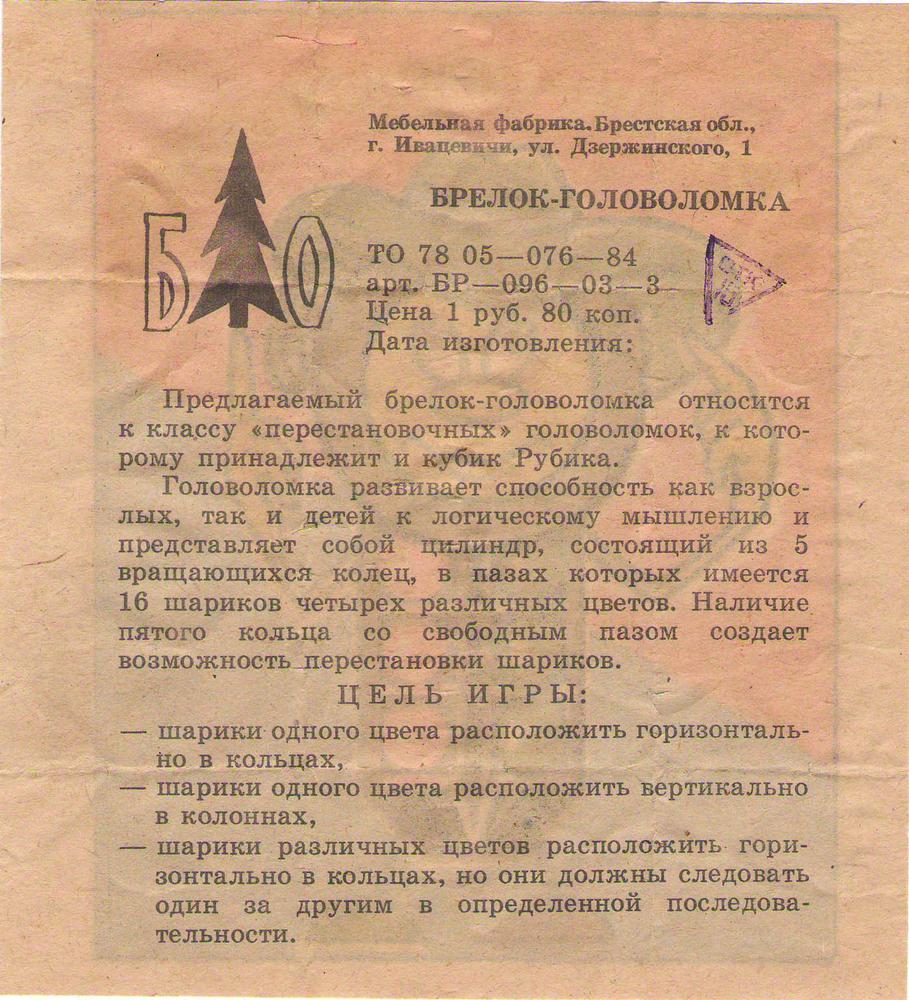 Мебельная фабрика. Брестская обл.,
г. Ивацевичи, ул. Дзержинского, 1
БРЕЛОК-ГОЛОВОЛОМКА
Б О
ТО 78 05—076—84
арт. БР—096—03—3
Цена 1 руб. 80 коп.
Дата изготовления:
Предлагаемый брелок-головоломка относится
к классу «перестановочных» головоломок, к кото-
рому принадлежит и кубик Рубика.
Головоломка развивает способность как взрос-
лых, так и детей к логическому мышлению и
представляет собой цилиндр, состоящий из 5
вращающихся колец, в пазах которых имеется
16 шариков четырех различных цветов. Наличие
пятого кольца со свободным пазом создает
возможность перестановки шариков.
ЦЕЛЬ ИГРЫ:
— шарики одного цвета расположить горизонталь-
но в кольцах,
— шарики одного цвета расположить вертикально
в колоннах,
— шарики различных цветов расположить гори-
зонтально в кольцах, но они должны следовать
один за другим в определенной последова-
тельности.